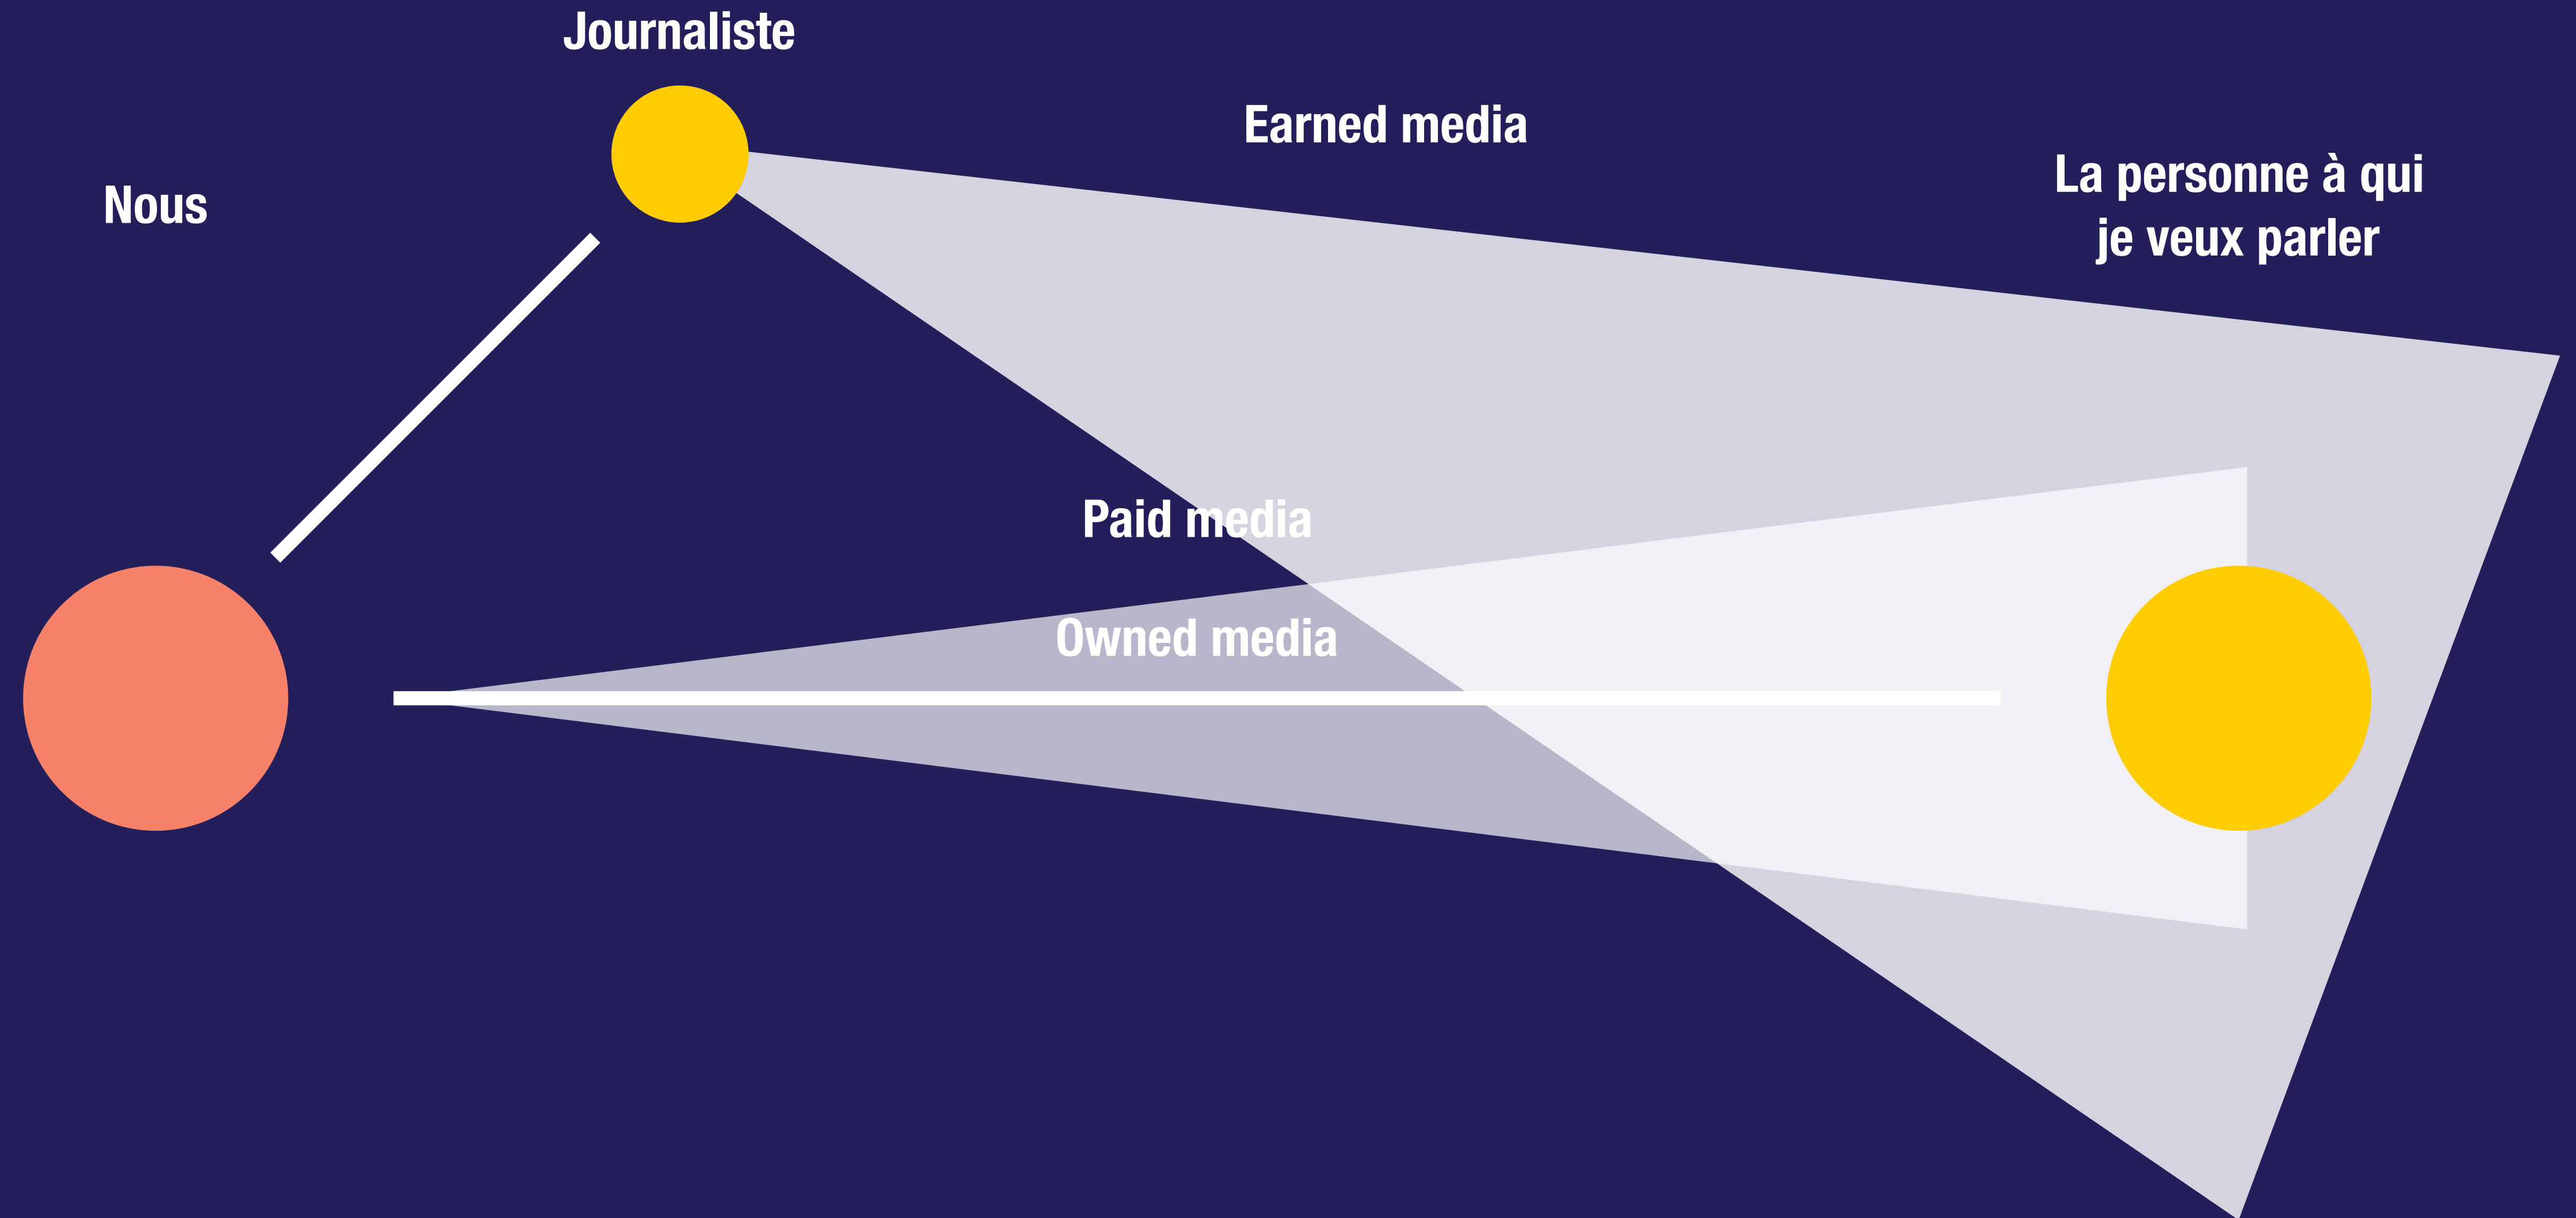 Journaliste
Earned media
Nous
La personne à qui
je veux parler
Paid media
Owned media